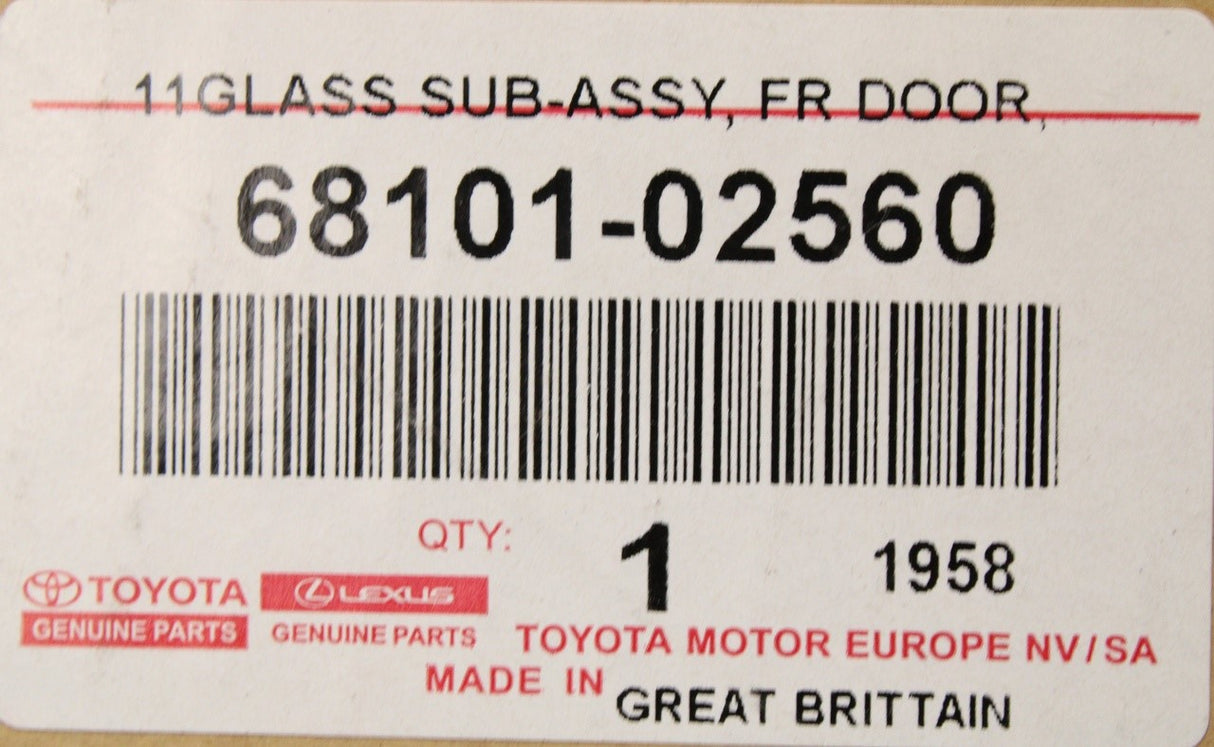 11GLASS SUB-ASSY, FR DOOR,
68101-02560
QTY: 1 1958
TOYOTA LEXUS
GENUINE PARTS GENUINE PARTS TOYOTA MOTOR EUROPE NV/SA
MADE IN GREAT BRITTAIN